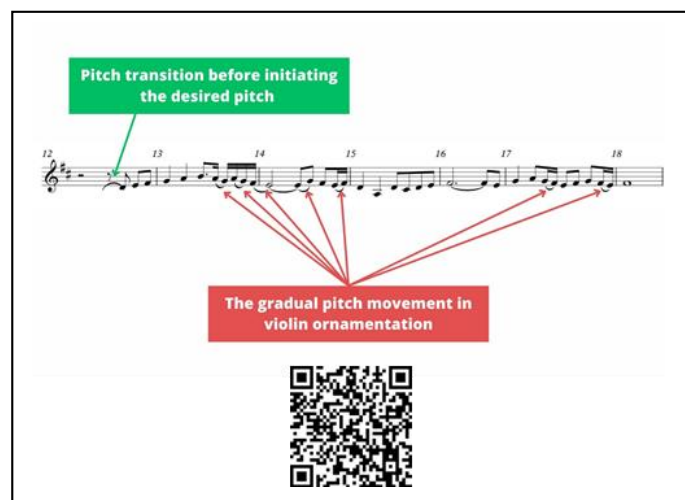 Pitch transition before initiating
the desired pitch
12 13 14 15 16 17 18
The gradual pitch movement in
violin ornamentation